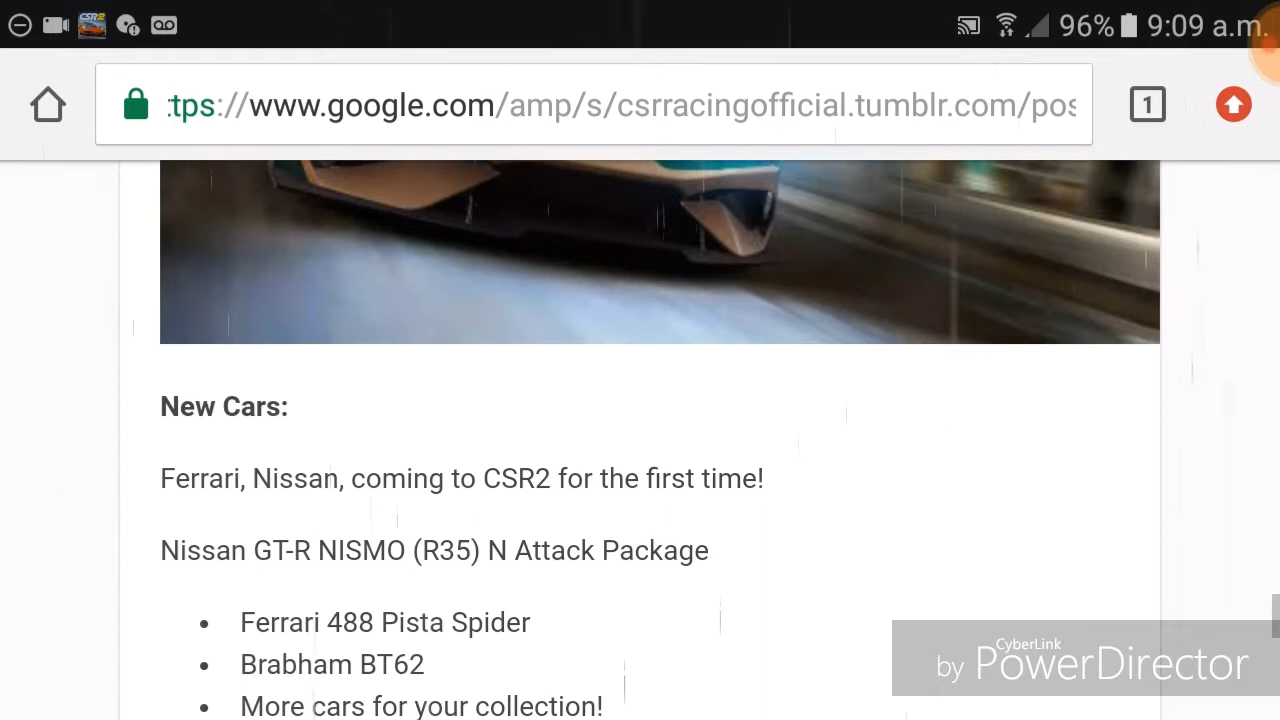 CSR2
96% 9:09 a.m.
:tps://www.google.com/amp/s/csrracingofficial.tumblr.com/pos
1
New Cars:
Ferrari, Nissan, coming to CSR2 for the first time!
Nissan GT-R NISMO (R35) N Attack Package
• Ferrari 488 Pista Spider
• Brabham BT62
• More cars for your collection!
CyberLink
by PowerDirector